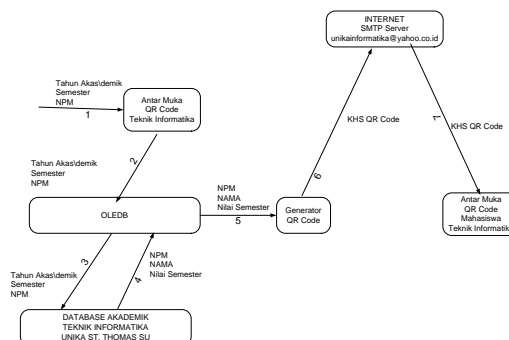 INTERNET
SMTP Server
unikainformatika@yahoo.co.id
Tahun Akas\demik
Semester
NPM
1
Antar Muka
QR Code
Teknik Informatika
KHS QR Code
6
KHS QR Code
7
Tahun Akas\demik
Semester
NPM
2
OLEDB
NPM
NAMA
Nilai Semester
5
Generator
QR Code
Antar Muka
QR Code
Mahasiswa
Teknik Informatik
Tahun Akas\demik
Semester
NPM
3
4
NPM
NAMA
Nilai Semester
DATABASE AKADEMIK
TEKNIK INFORMATIKA
UNIKA ST. THOMAS SU